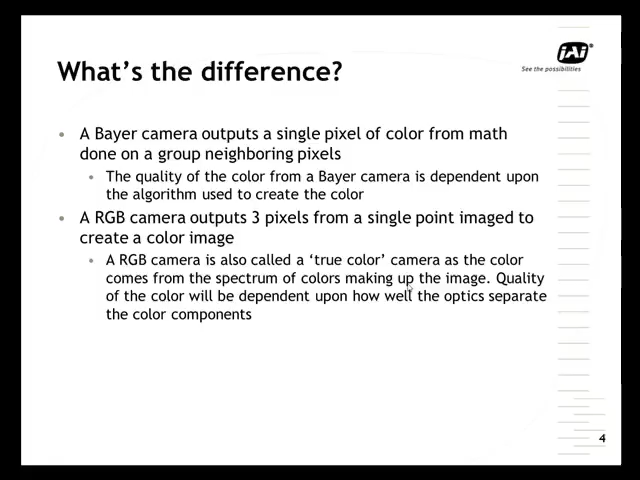 JAi®
See the possibilities
What's the difference?
• A Bayer camera outputs a single pixel of color from math
done on a group neighboring pixels
• The quality of the color from a Bayer camera is dependent upon
the algorithm used to create the color
• A RGB camera outputs 3 pixels from a single point imaged to
create a color image
• A RGB camera is also called a ‘true color’ camera as the color
comes from the spectrum of colors making up the image. Quality
of the color will be dependent upon how well the optics separate
the color components
4